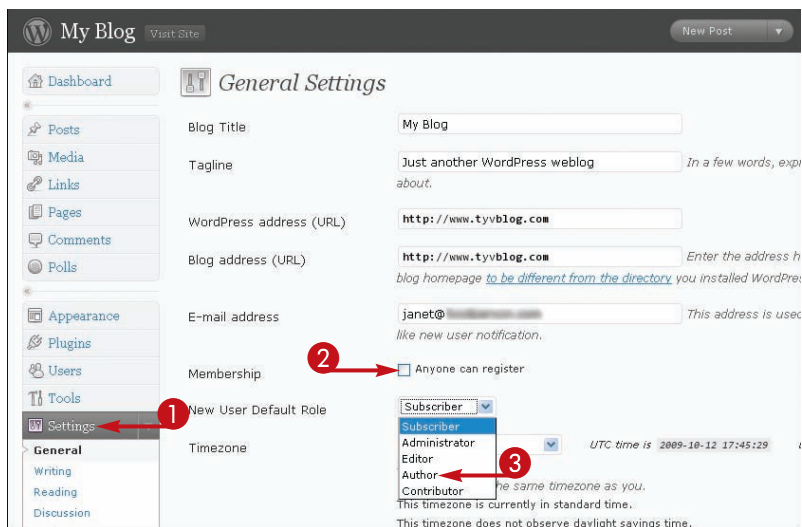 My Blog Visit Site New Post
Dashboard
Posts
Media
Links
Pages
Comments
Polls
Appearance
Plugins
Users
Tools
Settings
General
Writing
Reading
Discussion
1
General Settings
Blog Title My Blog
Tagline Just another WordPress weblog In a few words,
about.
WordPress address (URL) http://www.tyvblog.com
Blog address (URL) http://www.tyvblog.com Enter the address
blog homepage to be different from the directory you installed
E-mail address janet@ This address is used
like new user notification.
Membership 2 Anyone can register
New User Default Role Subscriber
Subscriber
Administrator
Editor
Author 3
Contributor
Timezone UTC time is 2009-10-12 17:45:29
the same timezone as you.
This timezone is currently in standard time.
This timezone does not observe daylight savings time.